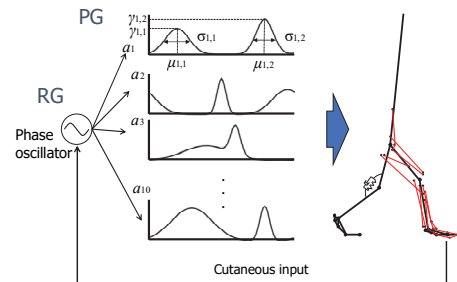 PG
γ1,2
γ1,1
σ1,1
σ1,2
a1
μ1,1
μ1,2
RG
a2
Phase
oscillator
a3
a10
Cutaneous input